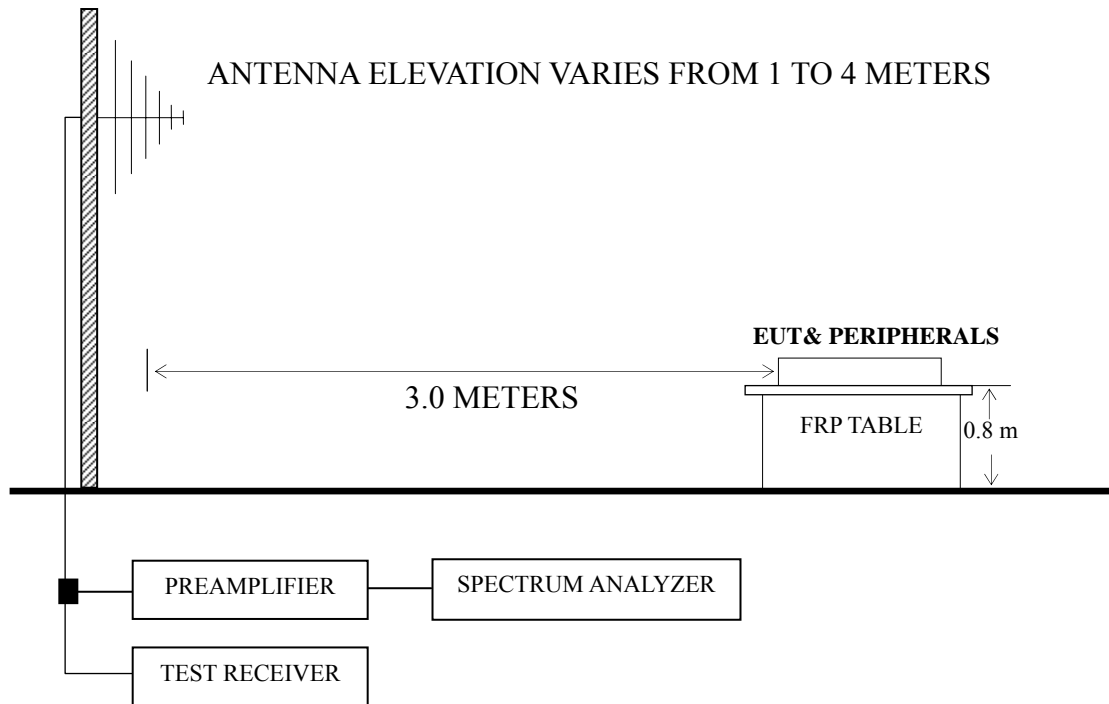 ANTENNA ELEVATION VARIES FROM 1 TO 4 METERS
EUT& PERIPHERALS
3.0 METERS
FRP TABLE
0.8 m
PREAMPLIFIER
SPECTRUM ANALYZER
TEST RECEIVER